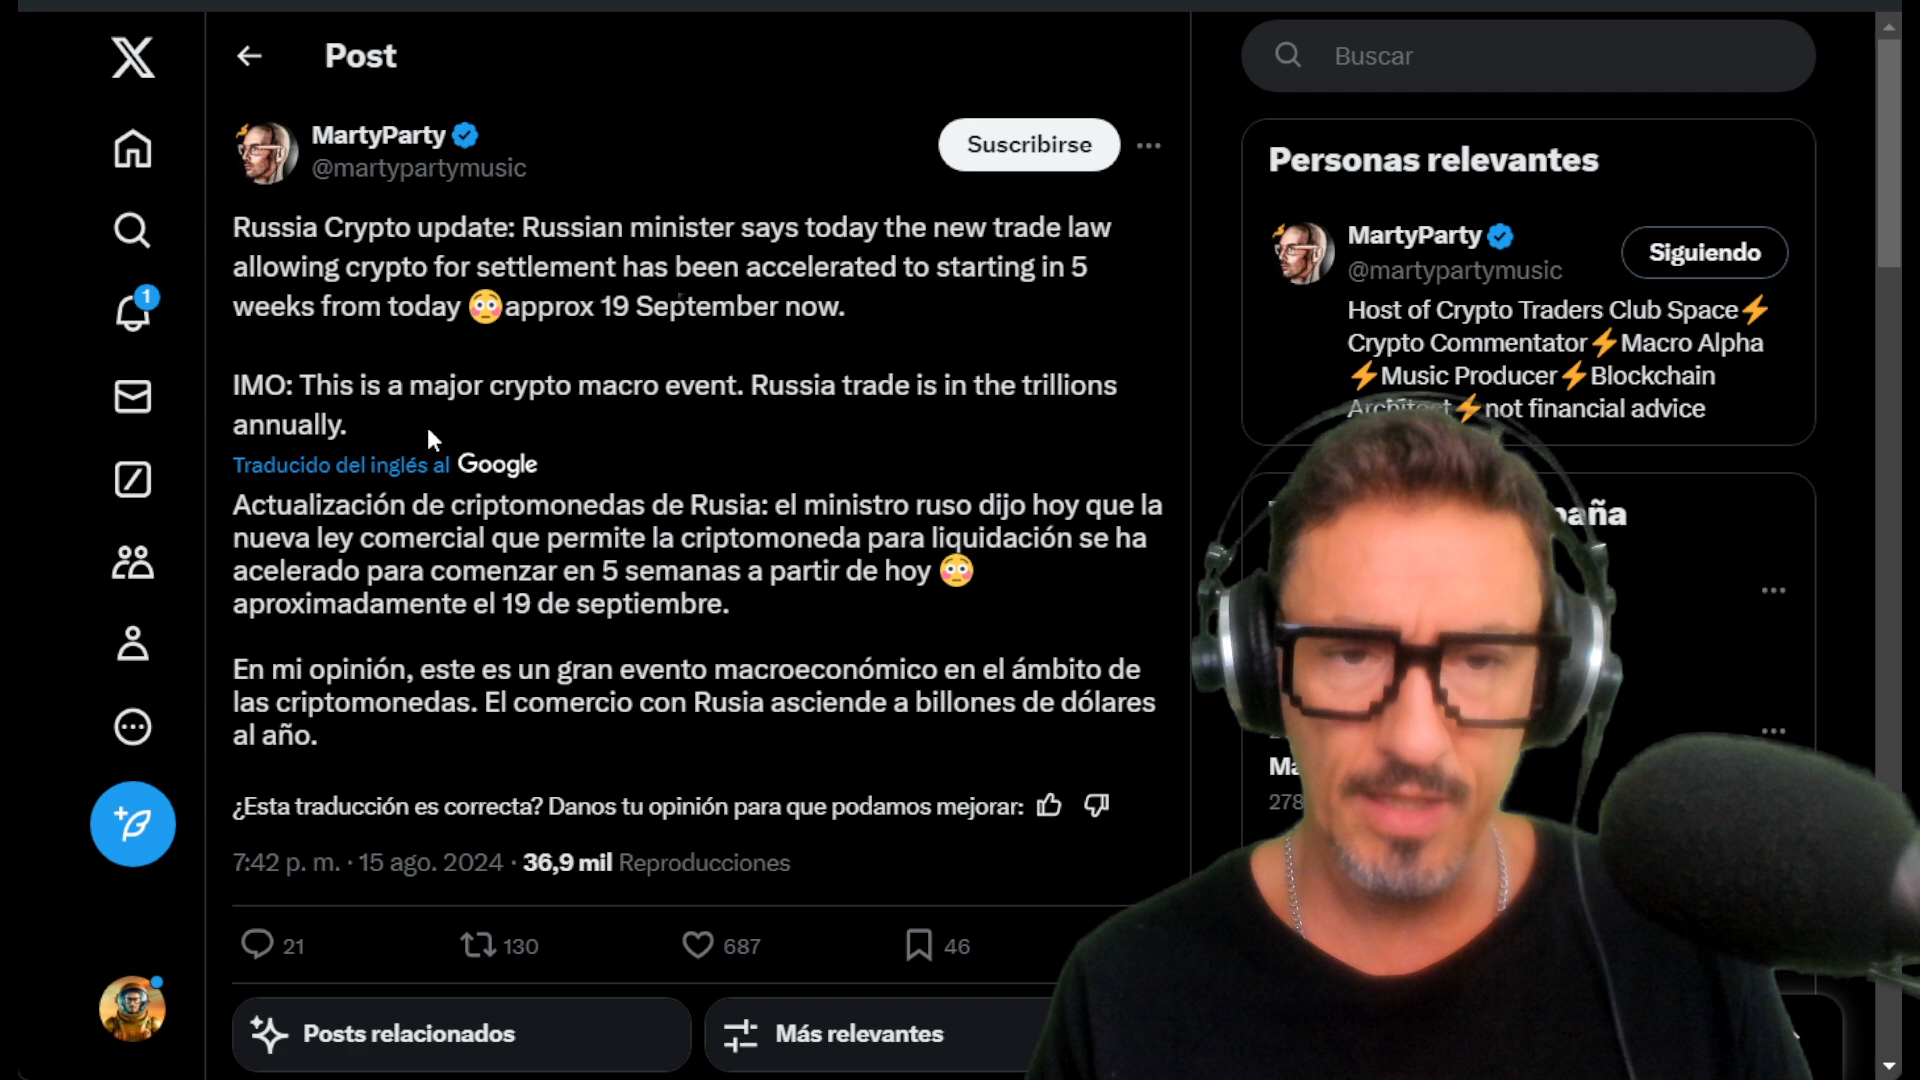 Post
Buscar
MartyParty
@martypartymusic
Suscribirse
Russia Crypto update: Russian minister says today the new trade law
allowing crypto for settlement has been accelerated to starting in 5
weeks from today 😳approx 19 September now.
IMO: This is a major crypto macro event. Russia trade is in the trillions
annually.
Traducido del inglés al Google
Actualización de criptomonedas de Rusia: el ministro ruso dijo hoy que la
nueva ley comercial que permite la criptomoneda para liquidación se ha
acelerado para comenzar en 5 semanas a partir de hoy 😳
aproximadamente el 19 de septiembre.
En mi opinión, este es un gran evento macroeconómico en el ámbito de
las criptomonedas. El comercio con Rusia asciende a billones de dólares
al año.
¿Esta traducción es correcta? Danos tu opinión para que podamos mejorar:
7:42 p. m. · 15 ago. 2024 · 36,9 mil Reproducciones
21 130 687 46
Posts relacionados
Más relevantes
1
Personas relevantes
MartyParty
@martypartymusic
Siguiendo
Host of Crypto Traders Club Space⚡
Crypto Commentator⚡Macro Alpha
⚡Music Producer⚡Blockchain
Architect⚡not financial advice
278